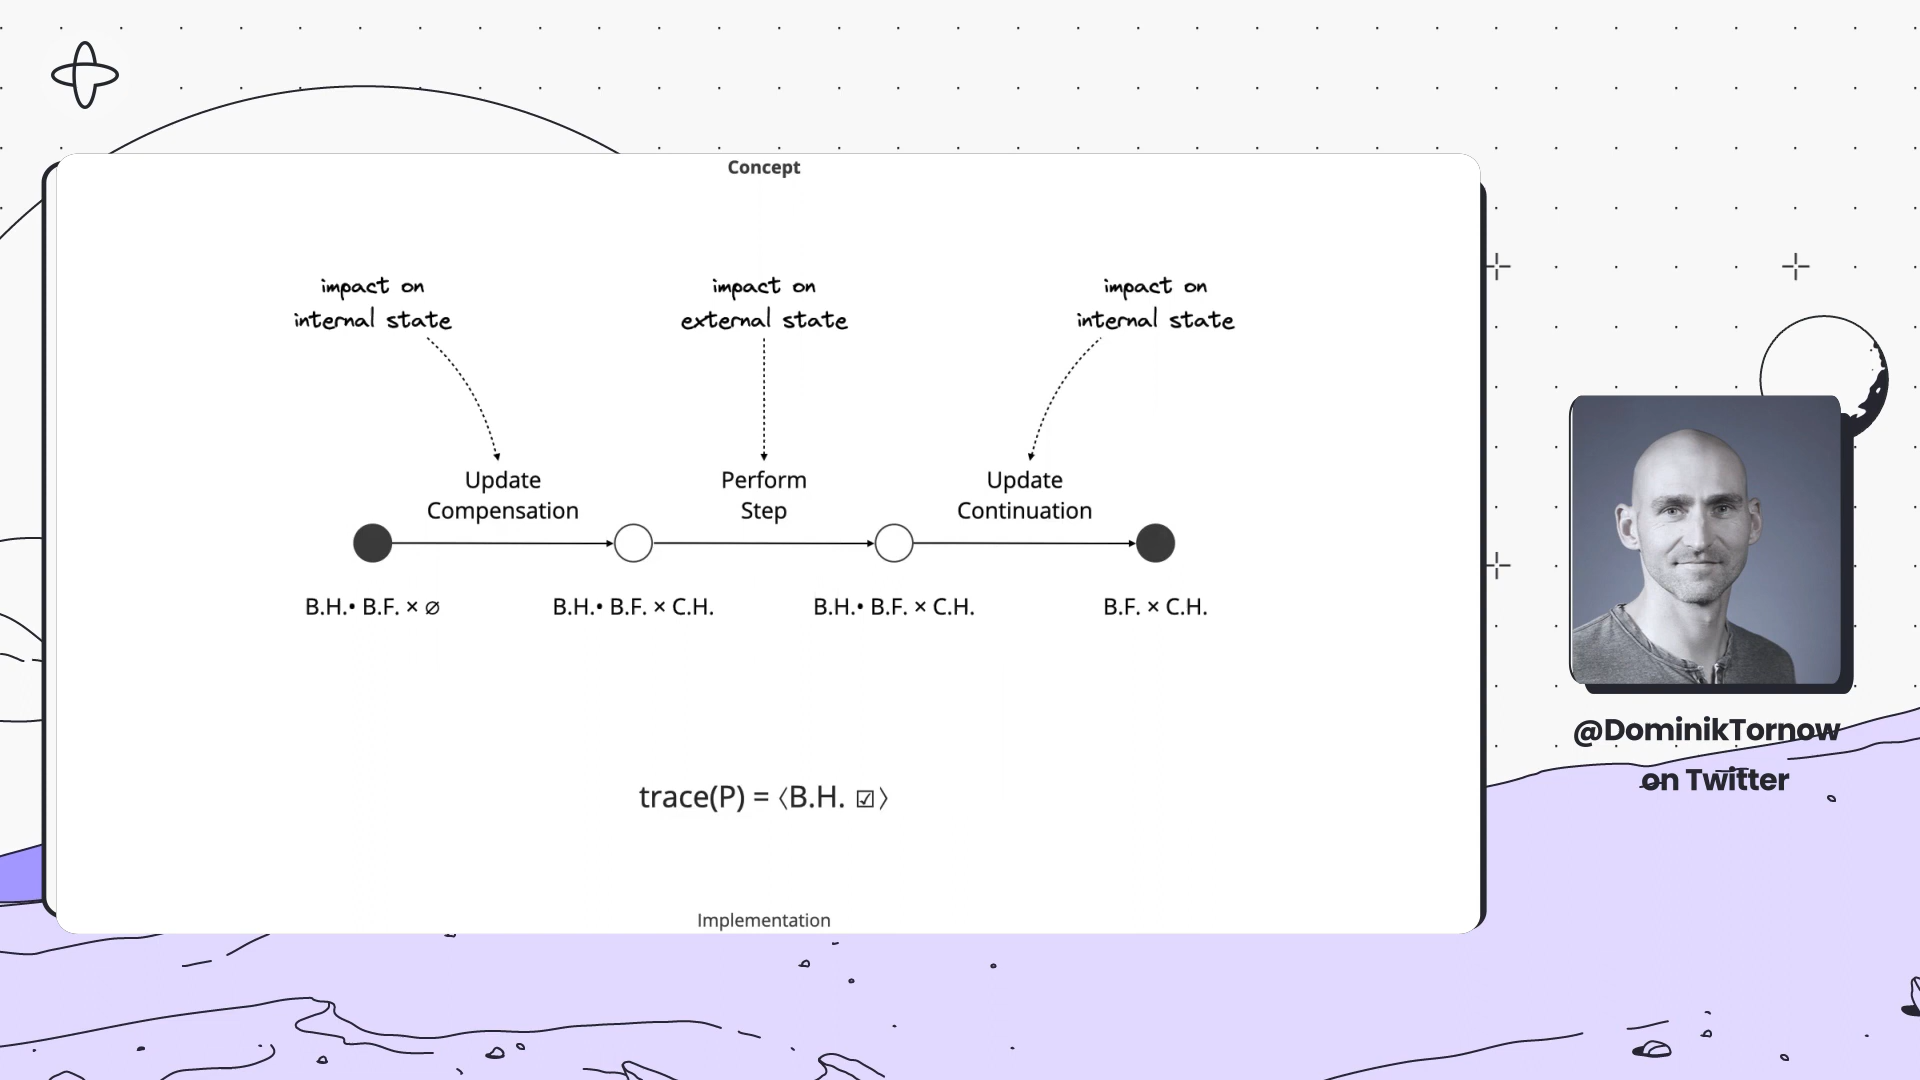 Concept
impact on
internal state
impact on
external state
impact on
internal state
Update
Compensation
Perform
Step
Update
Continuation
B.H.• B.F. × ∅
B.H.• B.F. × C.H.
B.H.• B.F. × C.H.
B.F. × C.H.
trace(P) = ⟨B.H. ☑⟩
Implementation
@DominikTornow
on Twitter